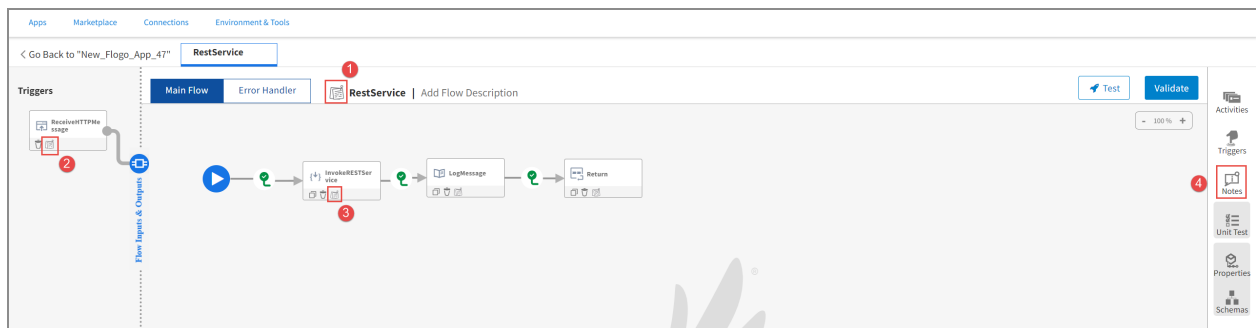 Apps Marketplace Connections Environment & Tools
< Go Back to "New_Flogo_App_47" RestService
1
Triggers Main Flow Error Handler RestService | Add Flow Description Test Validate
Activities
- 100 % +
ReceiveHTTPMe
ssage
2
Triggers
InvokeRESTSer
vice
LogMessage
Return
3
4
Notes
Flow Inputs & Outputs
Unit Test
®
Properties
Schemas